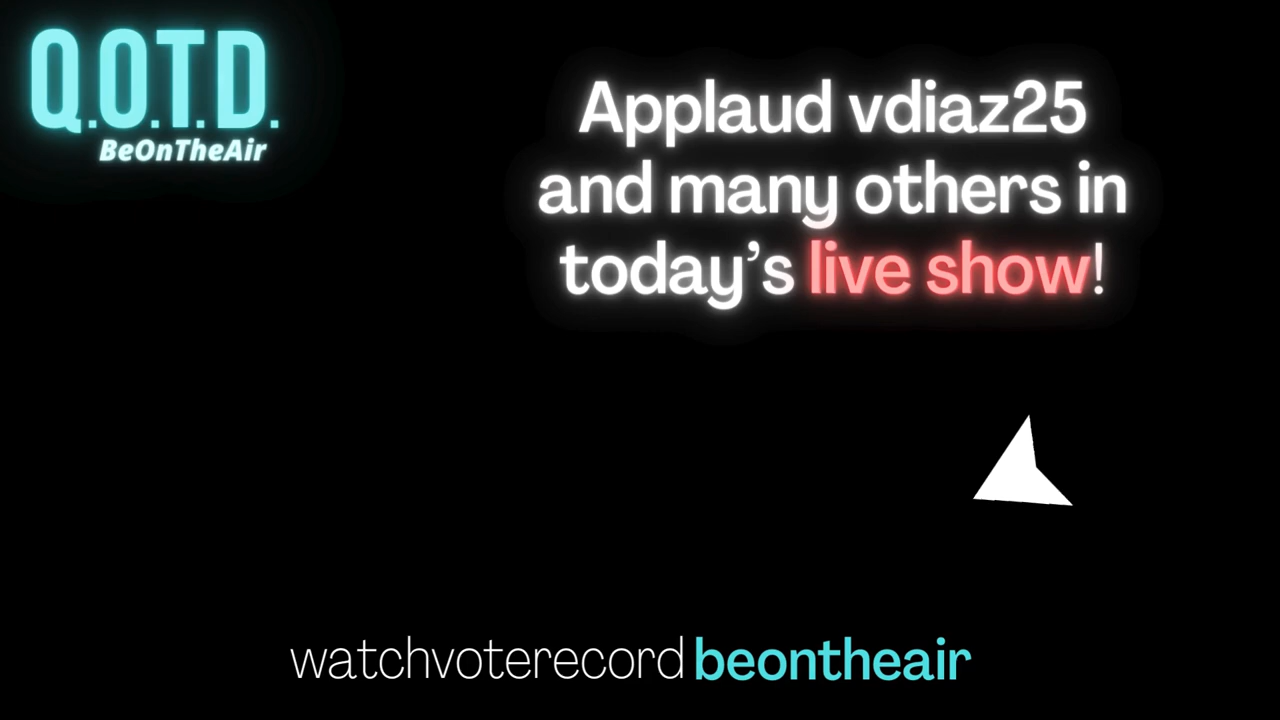 Q.O.T.D.
BeOnTheAir
Applaud vdiaz25
and many others in
today’s live show!
watchvoterecord beontheair